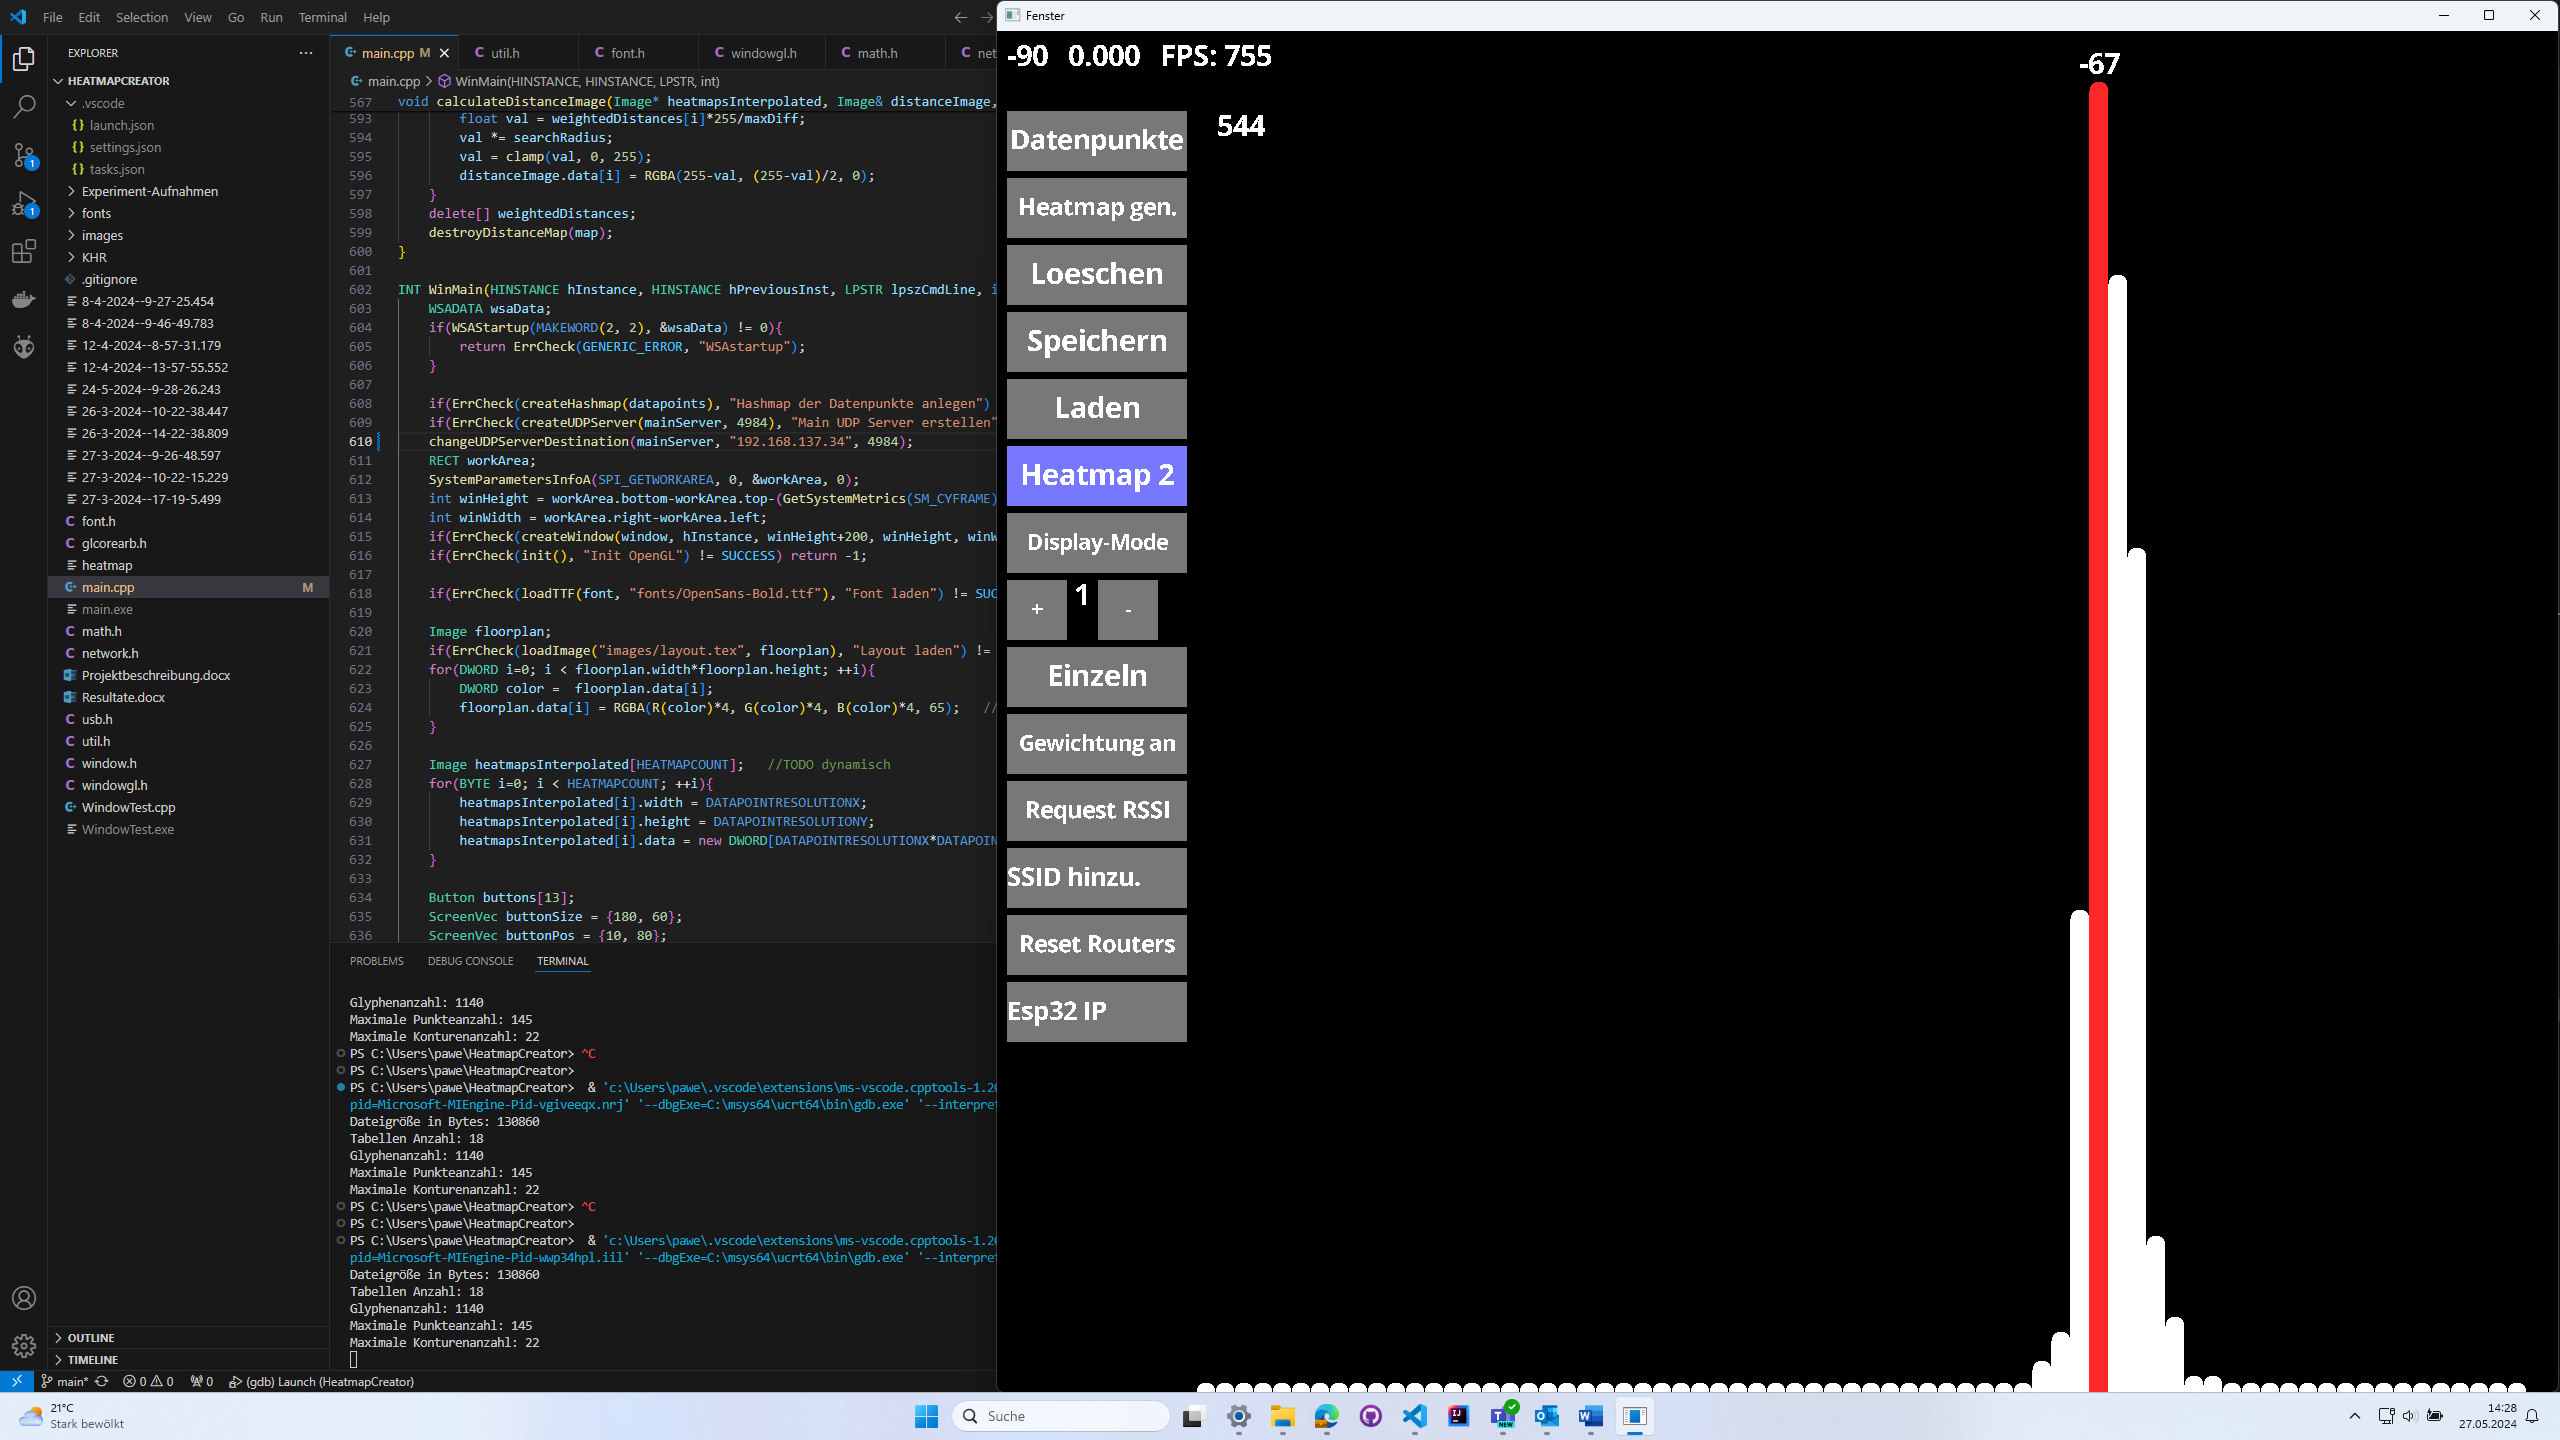 File Edit Selection View Go Run Terminal Help
EXPLORER
HEATMAPCREATOR
.vscode
launch.json
settings.json
tasks.json
Experiment-Aufnahmen
fonts
images
KHR
.gitignore
8-4-2024--9-27-25.454
8-4-2024--9-46-49.783
12-4-2024--8-57-31.179
12-4-2024--13-57-55.552
24-5-2024--9-28-26.243
26-3-2024--10-22-38.447
26-3-2024--14-22-38.809
27-3-2024--9-26-48.597
27-3-2024--10-22-15.229
27-3-2024--17-19-5.499
font.h
glcorearb.h
heatmap
main.cpp M
main.exe
math.h
network.h
Projektbeschreibung.docx
Resultate.docx
usb.h
util.h
window.h
windowgl.h
WindowTest.cpp
WindowTest.exe
OUTLINE
TIMELINE
main.cpp M util.h font.h windowgl.h math.h net
main.cpp > WinMain(HINSTANCE, HINSTANCE, LPSTR, int)
567 void calculateDistanceImage(Image* heatmapsInterpolated, Image& distanceImage,
593 float val = weightedDistances[i]*255/maxDiff;
594 val *= searchRadius;
595 val = clamp(val, 0, 255);
596 distanceImage.data[i] = RGBA(255-val, (255-val)/2, 0);
597 }
598 delete[] weightedDistances;
599 destroyDistanceMap(map);
600 }
601
602 INT WinMain(HINSTANCE hInstance, HINSTANCE hPreviousInst, LPSTR lpszCmdLine, i
603 WSADATA wsaData;
604 if(WSAStartup(MAKEWORD(2, 2), &wsaData) != 0){
605 return ErrCheck(GENERIC_ERROR, "WSAstartup");
606 }
607
608 if(ErrCheck(createHashmap(datapoints), "Hashmap der Datenpunkte anlegen")
609 if(ErrCheck(createUDPServer(mainServer, 4984), "Main UDP Server erstellen"
610 changeUDPServerDestination(mainServer, "192.168.137.34", 4984);
611 RECT workArea;
612 SystemParametersInfoA(SPI_GETWORKAREA, 0, &workArea, 0);
613 int winHeight = workArea.bottom-workArea.top-(GetSystemMetrics(SM_CYFRAME)
614 int winWidth = workArea.right-workArea.left;
615 if(ErrCheck(createWindow(window, hInstance, winHeight+200, winHeight, winW
616 if(ErrCheck(init(), "Init OpenGL") != SUCCESS) return -1;
617
618 if(ErrCheck(loadTTF(font, "fonts/OpenSans-Bold.ttf"), "Font laden") != SUC
619
620 Image floorplan;
621 if(ErrCheck(loadImage("images/layout.tex", floorplan), "Layout laden") !=
622 for(DWORD i=0; i < floorplan.width*floorplan.height; ++i){
623 DWORD color =  floorplan.data[i];
624 floorplan.data[i] = RGBA(R(color)*4, G(color)*4, B(color)*4, 65);   //
625 }
626
627 Image heatmapsInterpolated[HEATMAPCOUNT];   //TODO dynamisch
628 for(BYTE i=0; i < HEATMAPCOUNT; ++i){
629 heatmapsInterpolated[i].width = DATAPOINTRESOLUTIONX;
630 heatmapsInterpolated[i].height = DATAPOINTRESOLUTIONY;
631 heatmapsInterpolated[i].data = new DWORD[DATAPOINTRESOLUTIONX*DATAPOIN
632 }
633
634 Button buttons[13];
635 ScreenVec buttonSize = {180, 60};
636 ScreenVec buttonPos = {10, 80};
PROBLEMS DEBUG CONSOLE TERMINAL
Glyphenanzahl: 1140
Maximale Punkteanzahl: 145
Maximale Konturenanzahl: 22
PS C:\Users\pawe\HeatmapCreator> ^C
PS C:\Users\pawe\HeatmapCreator>
PS C:\Users\pawe\HeatmapCreator>  & 'c:\Users\pawe\.vscode\extensions\ms-vscode.cpptools-1.20
pid=Microsoft-MIEngine-Pid-vgiveeqx.nrj' '--dbgExe=C:\msys64\ucrt64\bin\gdb.exe' '--interpret
Dateigröße in Bytes: 130860
Tabellen Anzahl: 18
Glyphenanzahl: 1140
Maximale Punkteanzahl: 145
Maximale Konturenanzahl: 22
PS C:\Users\pawe\HeatmapCreator> ^C
PS C:\Users\pawe\HeatmapCreator>
PS C:\Users\pawe\HeatmapCreator>  & 'c:\Users\pawe\.vscode\extensions\ms-vscode.cpptools-1.20
pid=Microsoft-MIEngine-Pid-wwp34hpl.iil' '--dbgExe=C:\msys64\ucrt64\bin\gdb.exe' '--interpret
Dateigröße in Bytes: 130860
Tabellen Anzahl: 18
Glyphenanzahl: 1140
Maximale Punkteanzahl: 145
Maximale Konturenanzahl: 22
main* 0 0 0 (gdb) Launch (HeatmapCreator)
Fenster
-90 0.000 FPS: 755
-67
544
Datenpunkte
Heatmap gen.
Loeschen
Speichern
Laden
Heatmap 2
Display-Mode
+ 1 -
Einzeln
Gewichtung an
Request RSSI
SSID hinzu.
Reset Routers
Esp32 IP
21°C
Stark bewölkt
Suche
14:28
27.05.2024